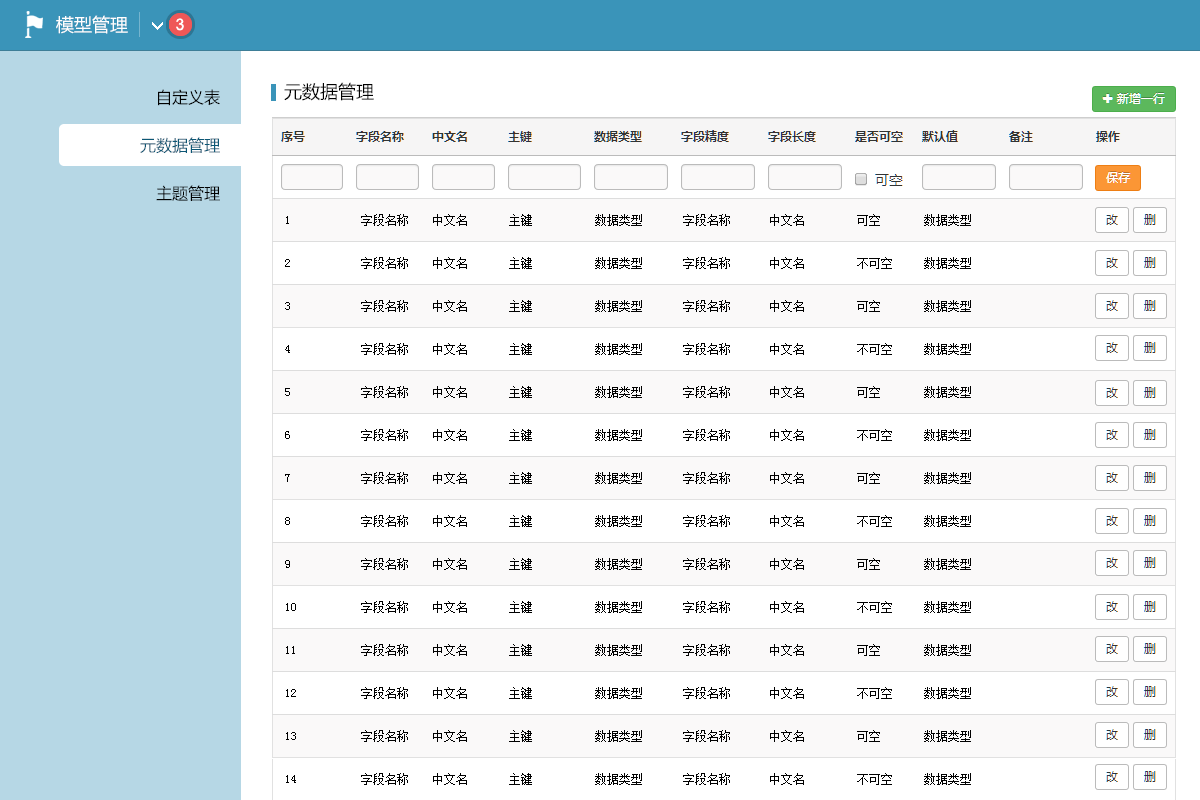 模型管理 3
自定义表
元数据管理
主题管理
元数据管理
新增一行
序号 字段名称 中文名 主键 数据类型 字段精度 字段长度 是否可空 默认值 备注 操作
可空 保存
1 字段名称 中文名 主键 数据类型 字段名称 中文名 可空 数据类型 改 删
2 字段名称 中文名 主键 数据类型 字段名称 中文名 不可空 数据类型 改 删
3 字段名称 中文名 主键 数据类型 字段名称 中文名 可空 数据类型 改 删
4 字段名称 中文名 主键 数据类型 字段名称 中文名 不可空 数据类型 改 删
5 字段名称 中文名 主键 数据类型 字段名称 中文名 可空 数据类型 改 删
6 字段名称 中文名 主键 数据类型 字段名称 中文名 不可空 数据类型 改 删
7 字段名称 中文名 主键 数据类型 字段名称 中文名 可空 数据类型 改 删
8 字段名称 中文名 主键 数据类型 字段名称 中文名 不可空 数据类型 改 删
9 字段名称 中文名 主键 数据类型 字段名称 中文名 可空 数据类型 改 删
10 字段名称 中文名 主键 数据类型 字段名称 中文名 不可空 数据类型 改 删
11 字段名称 中文名 主键 数据类型 字段名称 中文名 可空 数据类型 改 删
12 字段名称 中文名 主键 数据类型 字段名称 中文名 不可空 数据类型 改 删
13 字段名称 中文名 主键 数据类型 字段名称 中文名 可空 数据类型 改 删
14 字段名称 中文名 主键 数据类型 字段名称 中文名 不可空 数据类型 改 删